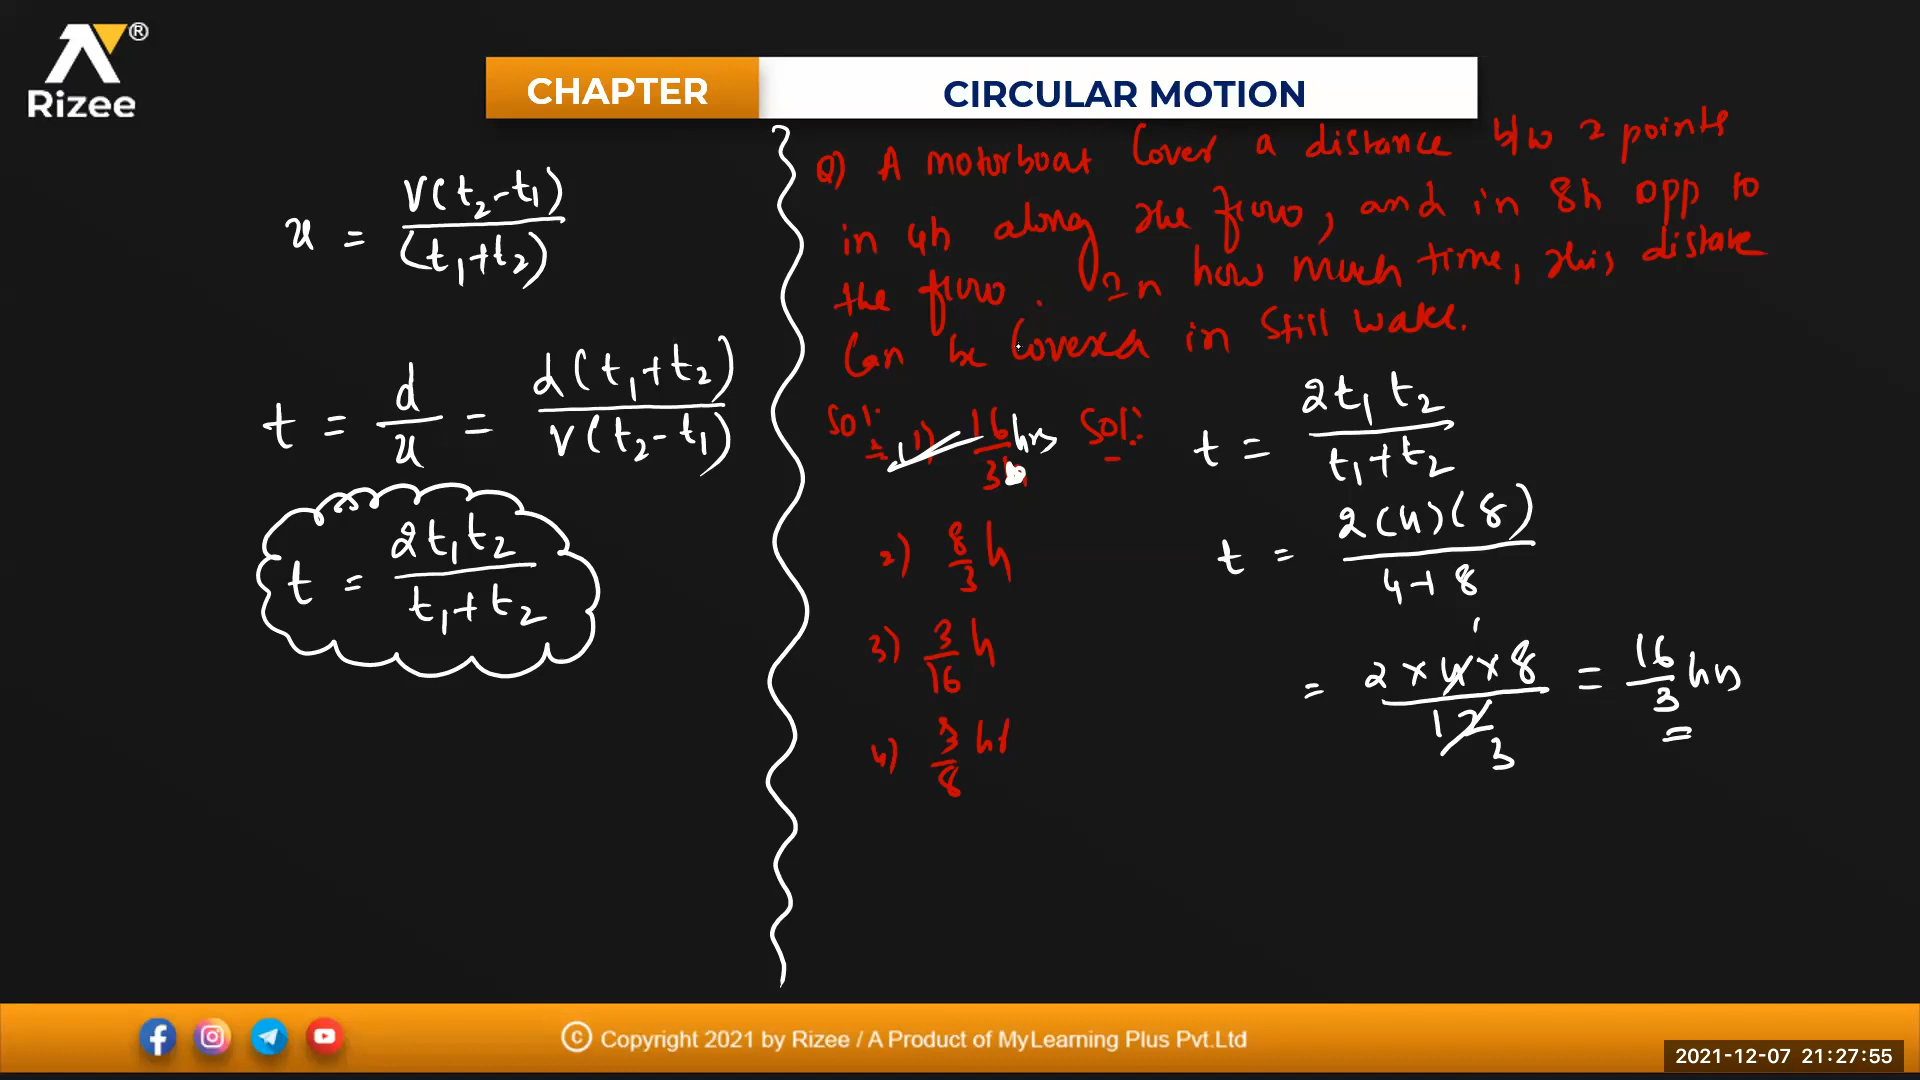 Rizee®
CHAPTER
CIRCULAR MOTION
u = V(t₂-t₁) / (t₁+t₂)
t = d/u = d(t₁+t₂) / V(t₂-t₁)
t = 2t₁t₂ / t₁+t₂
Q) A motorboat Cover a distance b/w 2 points
in 4h along the flow, and in 8h opp to
the flow. In how much time, this distance
Can be Covered in Still water.
Sol:
1) 16/3 hrs
2) 8/3 h
3) 3/16 h
4) 3/8 hr
Sol:
t = 2t₁t₂ / t₁+t₂
t = 2(4)(8) / 4+8
= 2×4×8 / 12 3 = 16/3 hrs
© Copyright 2021 by Rizee / A Product of MyLearning Plus Pvt.Ltd
2021-12-07 21:27:55